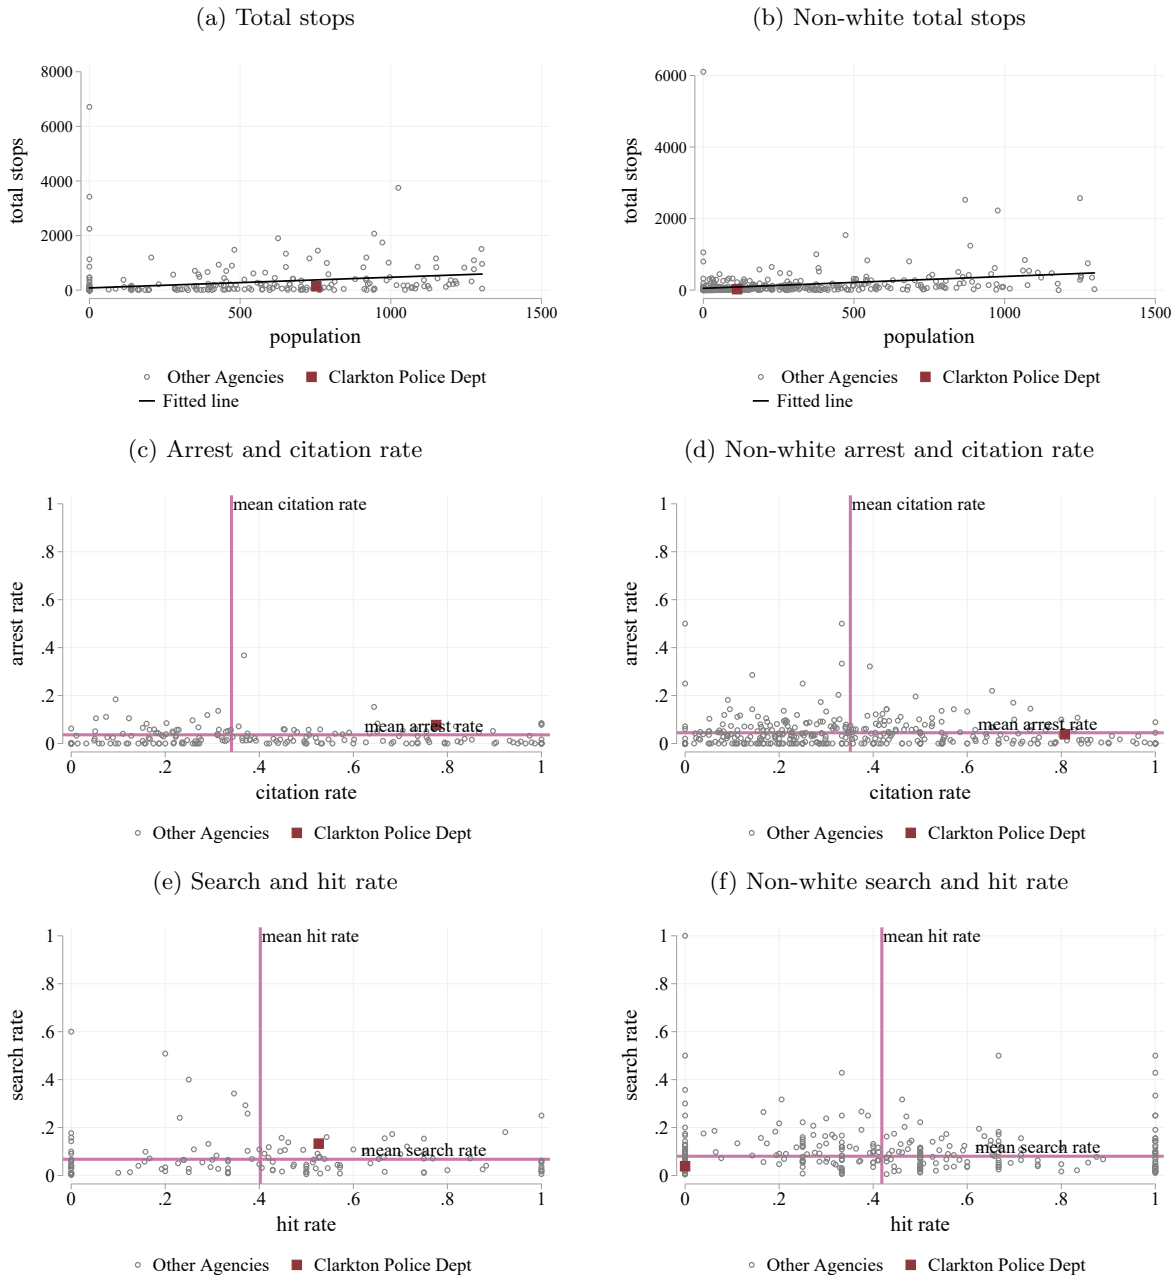 (a) Total stops
(b) Non-white total stops
8000
6000
4000
2000
0
total stops
0
500
1000
1500
population
Other Agencies
Clarkton Police Dept
Fitted line
6000
4000
2000
0
total stops
0
500
1000
1500
population
Other Agencies
Clarkton Police Dept
Fitted line
(c) Arrest and citation rate
(d) Non-white arrest and citation rate
1
.8
.6
.4
.2
0
arrest rate
mean citation rate
mean arrest rate
0
.2
.4
.6
.8
1
citation rate
Other Agencies
Clarkton Police Dept
1
.8
.6
.4
.2
0
arrest rate
mean citation rate
mean arrest rate
0
.2
.4
.6
.8
1
citation rate
Other Agencies
Clarkton Police Dept
(e) Search and hit rate
(f) Non-white search and hit rate
1
.8
.6
.4
.2
0
search rate
mean hit rate
mean search rate
0
.2
.4
.6
.8
1
hit rate
Other Agencies
Clarkton Police Dept
1
.8
.6
.4
.2
0
search rate
mean hit rate
mean search rate
0
.2
.4
.6
.8
1
hit rate
Other Agencies
Clarkton Police Dept